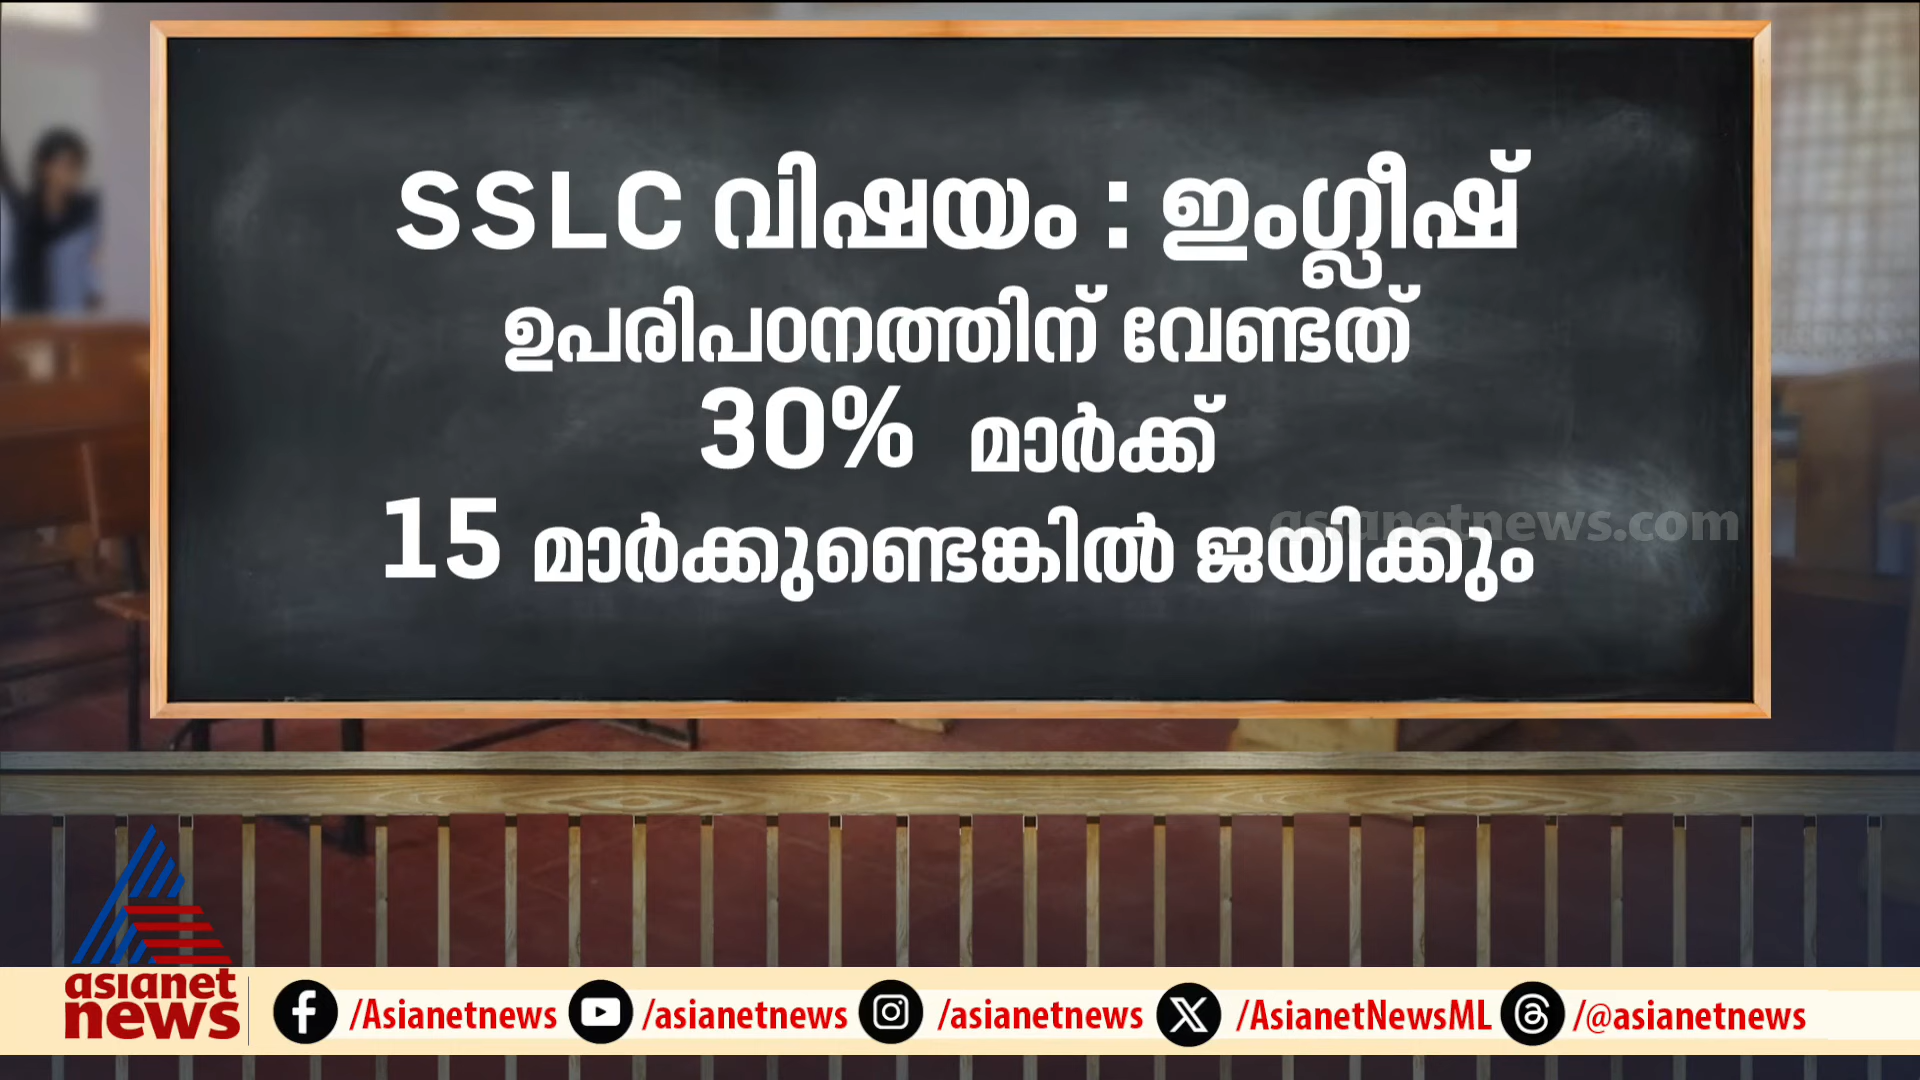 SSLC വിഷയം : ഇംഗ്ലീഷ്
ഉപരിപഠനത്തിന് വേണ്ടത്
30% മാർക്ക്
15 മാർക്കുണ്ടെങ്കിൽ ജയിക്കും
asianetnews.com
asianet
news
/Asianetnews /asianetnews /asianetnews /AsianetNewsML /@asianetnews